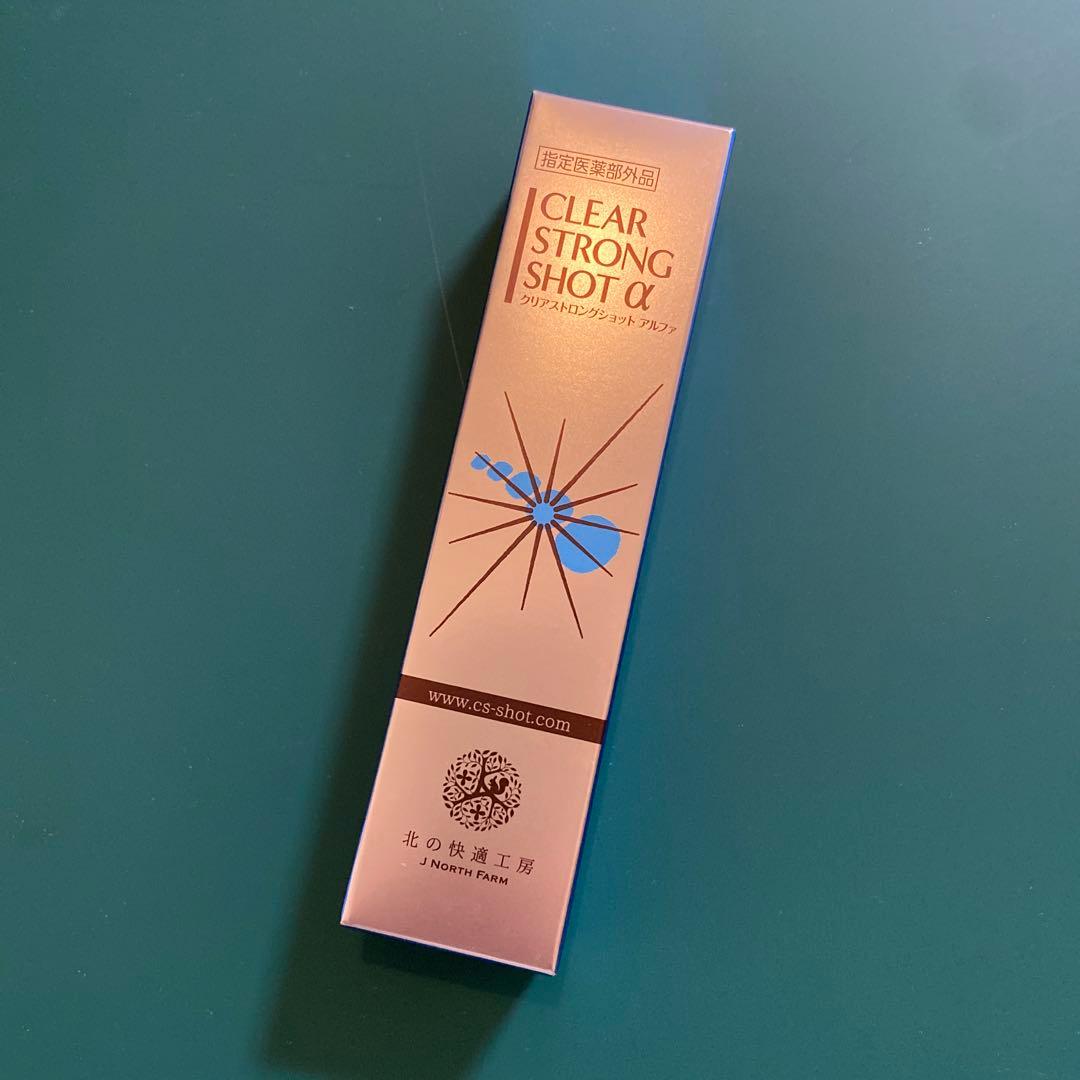 指定医薬部外品
CLEAR
STRONG
SHOT α
クリアストロングショット アルファ
www.cs-shot.com
北の快適工房
J NORTH FARM